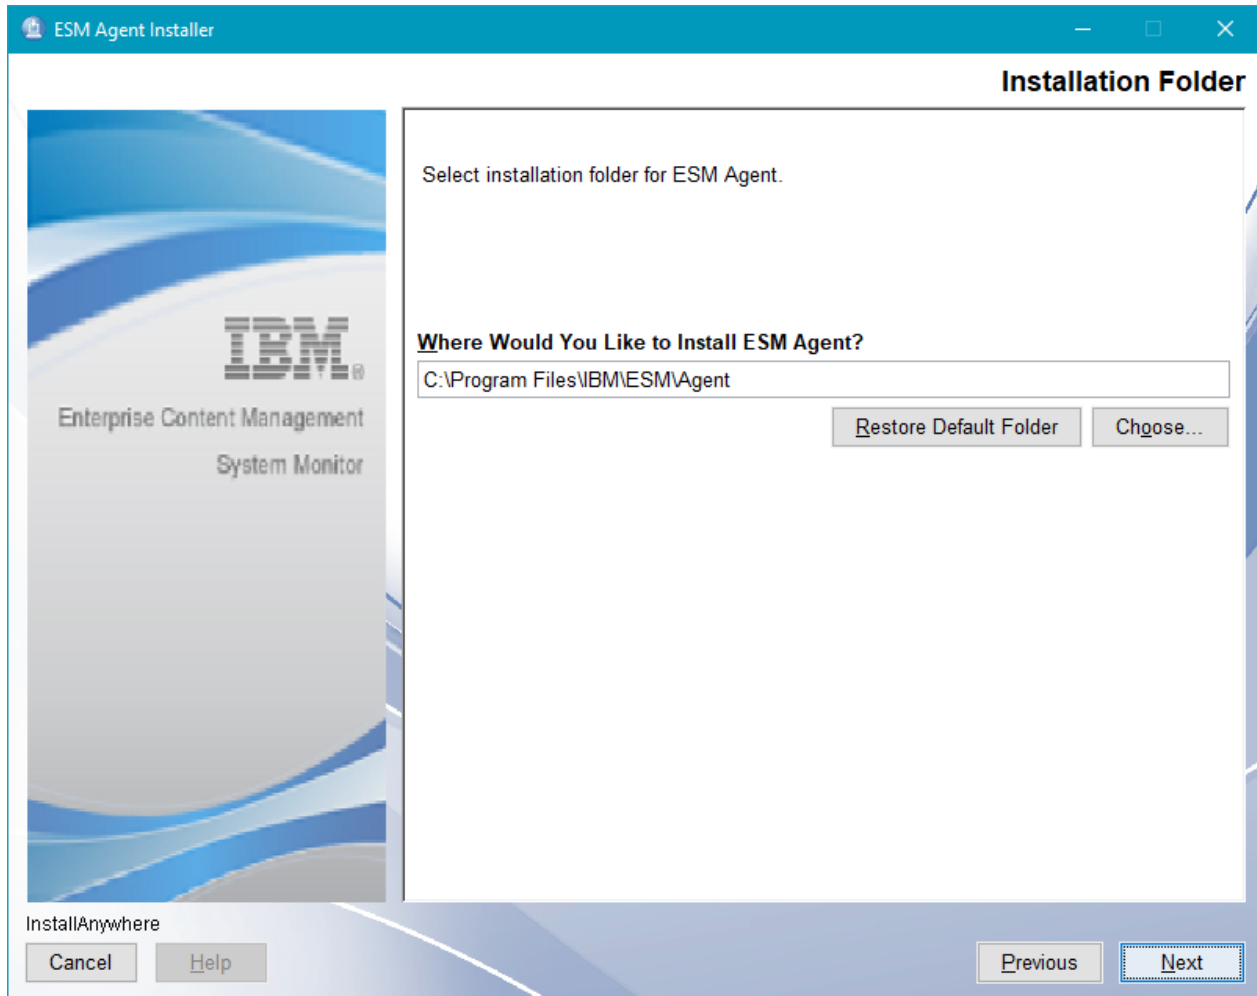 ESM Agent Installer
Installation Folder
IBM®
Enterprise Content Management
System Monitor
Select installation folder for ESM Agent.
Where Would You Like to Install ESM Agent?
C:\Program Files\IBM\ESM\Agent
Restore Default Folder
Choose...
InstallAnywhere
Cancel
Help
Previous
Next